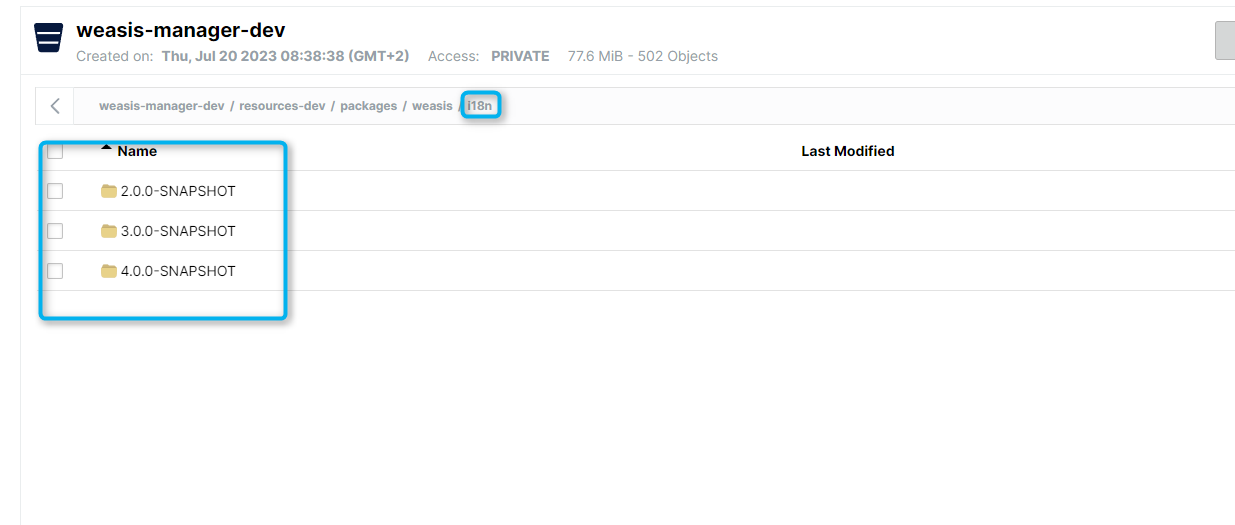 weasis-manager-dev
Created on: Thu, Jul 20 2023 08:38:38 (GMT+2) Access: PRIVATE 77.6 MiB - 502 Objects
weasis-manager-dev / resources-dev / packages / weasis / i18n
Name Last Modified
2.0.0-SNAPSHOT
3.0.0-SNAPSHOT
4.0.0-SNAPSHOT